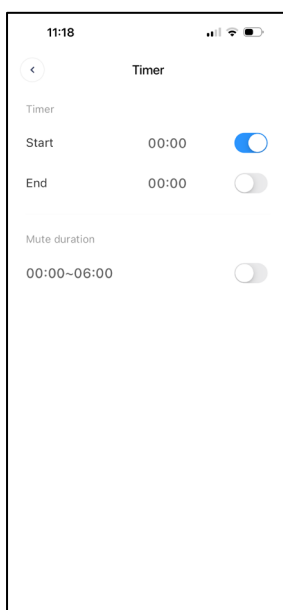 11:18
Timer
Timer
Start 00:00
End 00:00
Mute duration
00:00~06:00